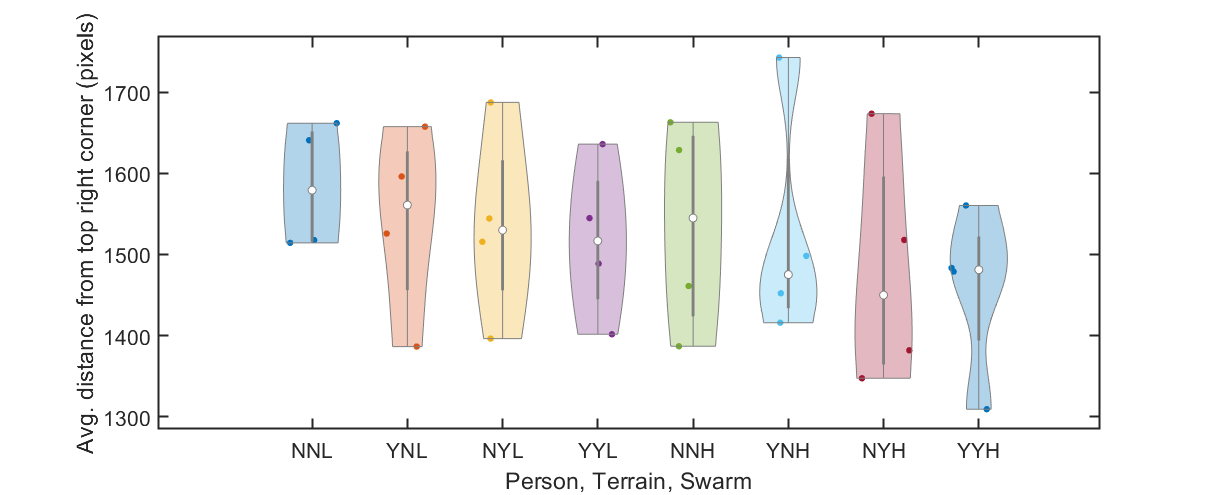 Avg. distance from top right corner (pixels)
1700
1600
1500
1400
1300
NNL YNL NYL YYL NNH YNH NYH YYH
Person, Terrain, Swarm